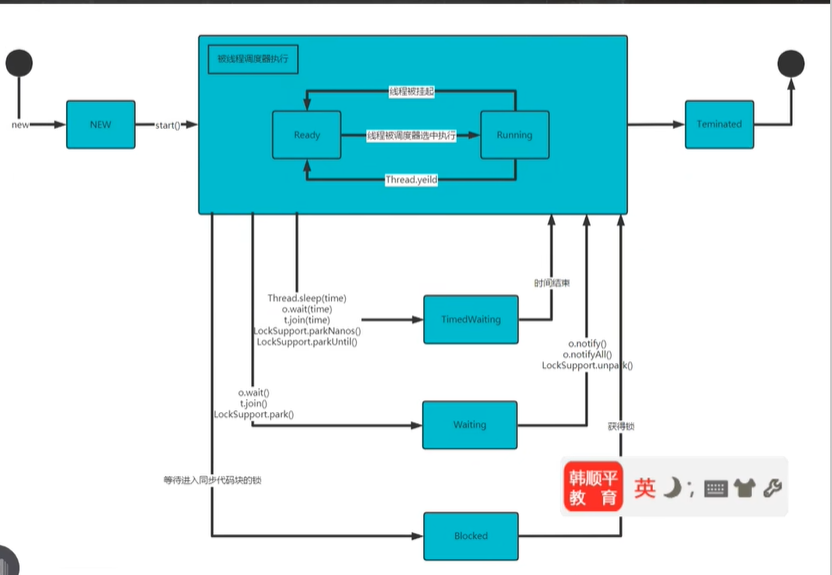 被线程调度器执行
线程被挂起
new
NEW
start()
Ready
线程被调度器选中执行
Running
Teminated
Thread.yeild
时间结束
Thread.sleep(time)
o.wait(time)
t.join(time)
LockSupport.parkNanos()
LockSupport.parkUntil()
TimedWaiting
o.notify()
o.notifyAll()
LockSupport.unpark()
o.wait()
t.join()
LockSupport.park()
Waiting
获得锁
等待进入同步代码块的锁
韩顺平
教 育
英
Blocked